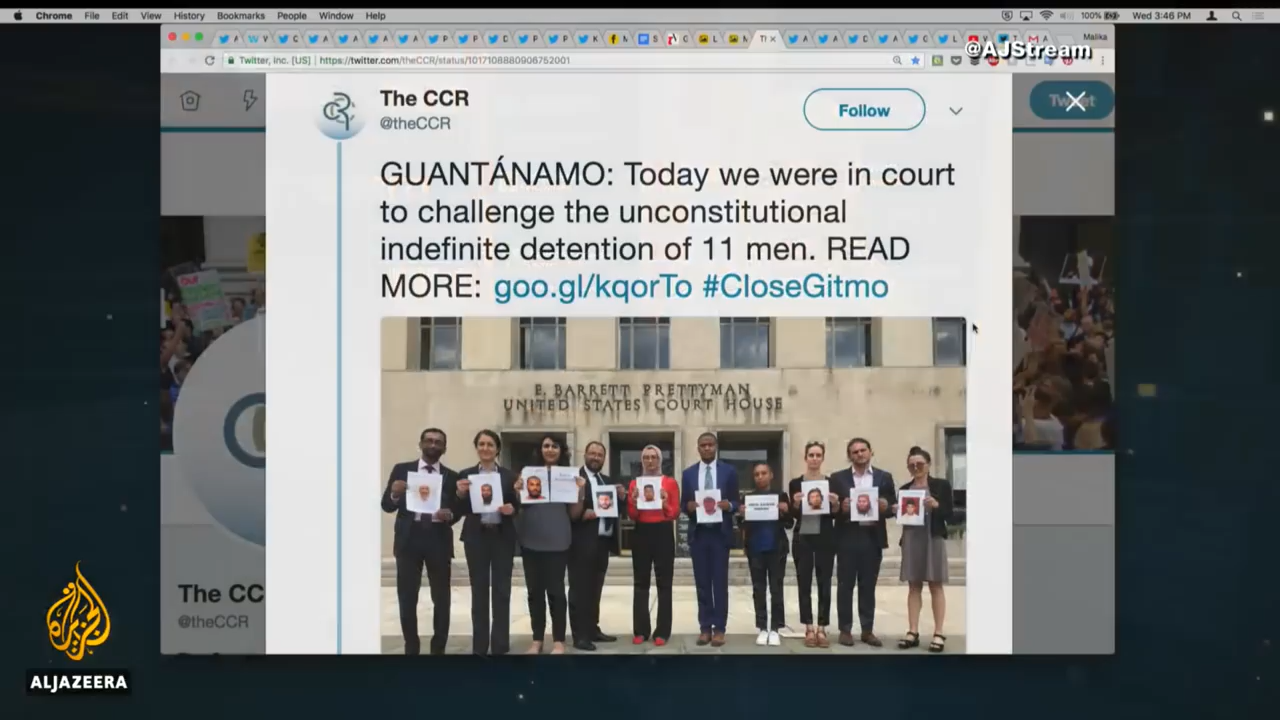 Chrome File Edit View History Bookmarks People Window Help
100% Wed 3:46 PM
Malika
@AJStream
Twitter, Inc. [US] https://twitter.com/theCCR/status/1017108880906752001
The CCR
@theCCR
Follow
Tweet
GUANTÁNAMO: Today we were in court
to challenge the unconstitutional
indefinite detention of 11 men. READ
MORE: goo.gl/kqorTo #CloseGitmo
E. BARRETT PRETTYMAN
UNITED STATES COURT HOUSE
The CC
@theCCR
الجزيرة
ALJAZEERA